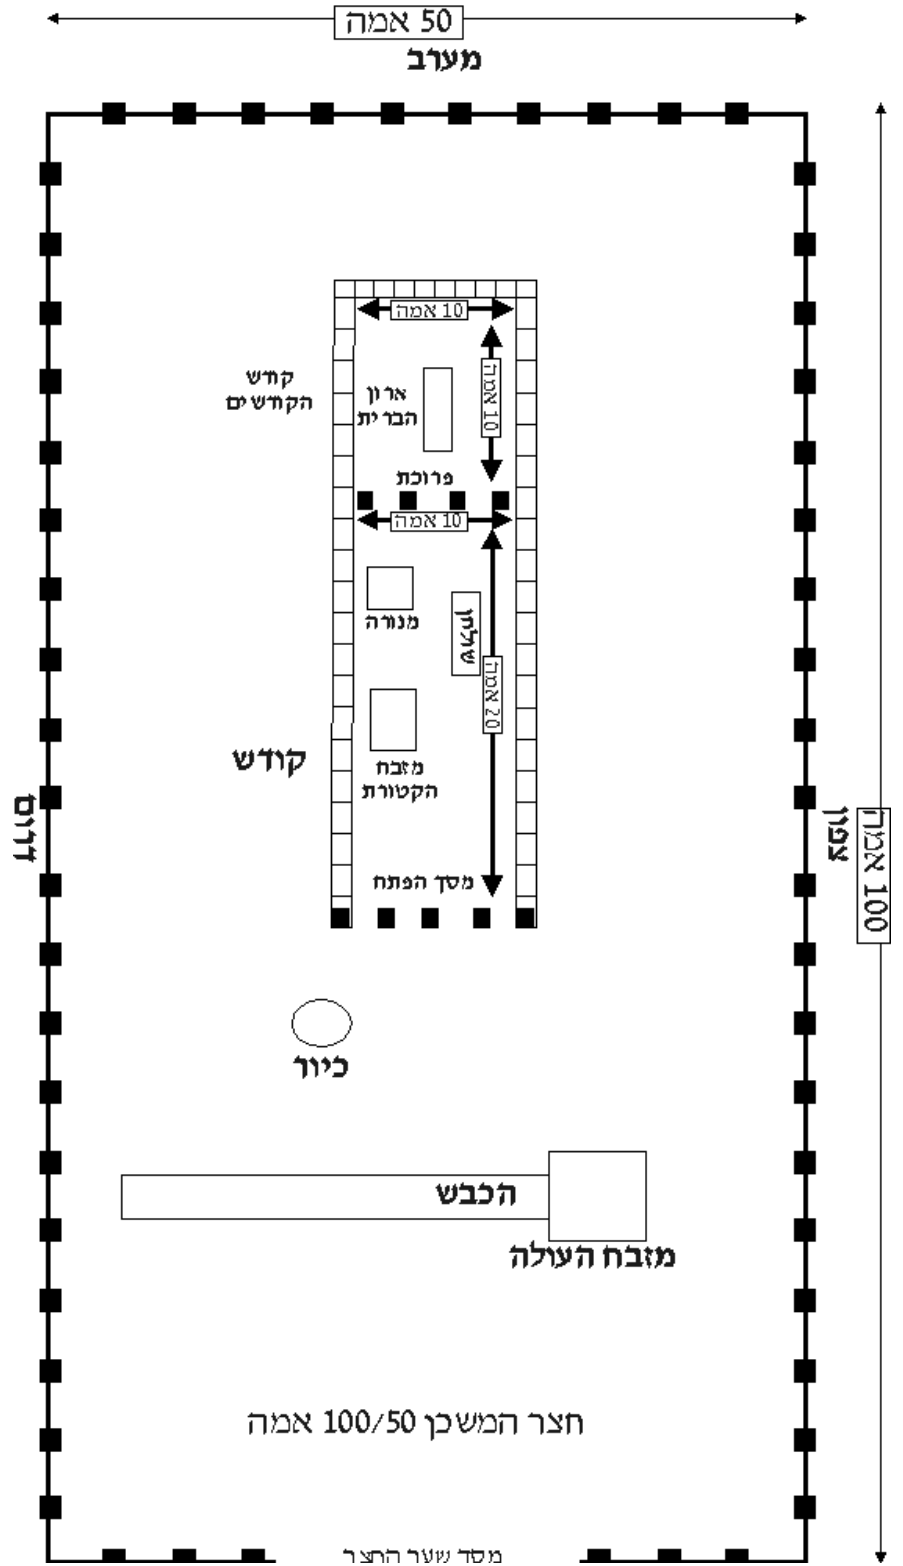 50 אמה
מערב
10 אמה
10 אמה
קודש
הקודשים
ארון
הברית
פרוכת
10 אמה
מנורה
שולחן
20 אמה
קודש
מזבח
הקטורת
דרום
צפון
100 אמה
מסך הפתח
כיור
הכבש
מזבח העולה
חצר המשכן 100/50 אמה
מסך שער החצר